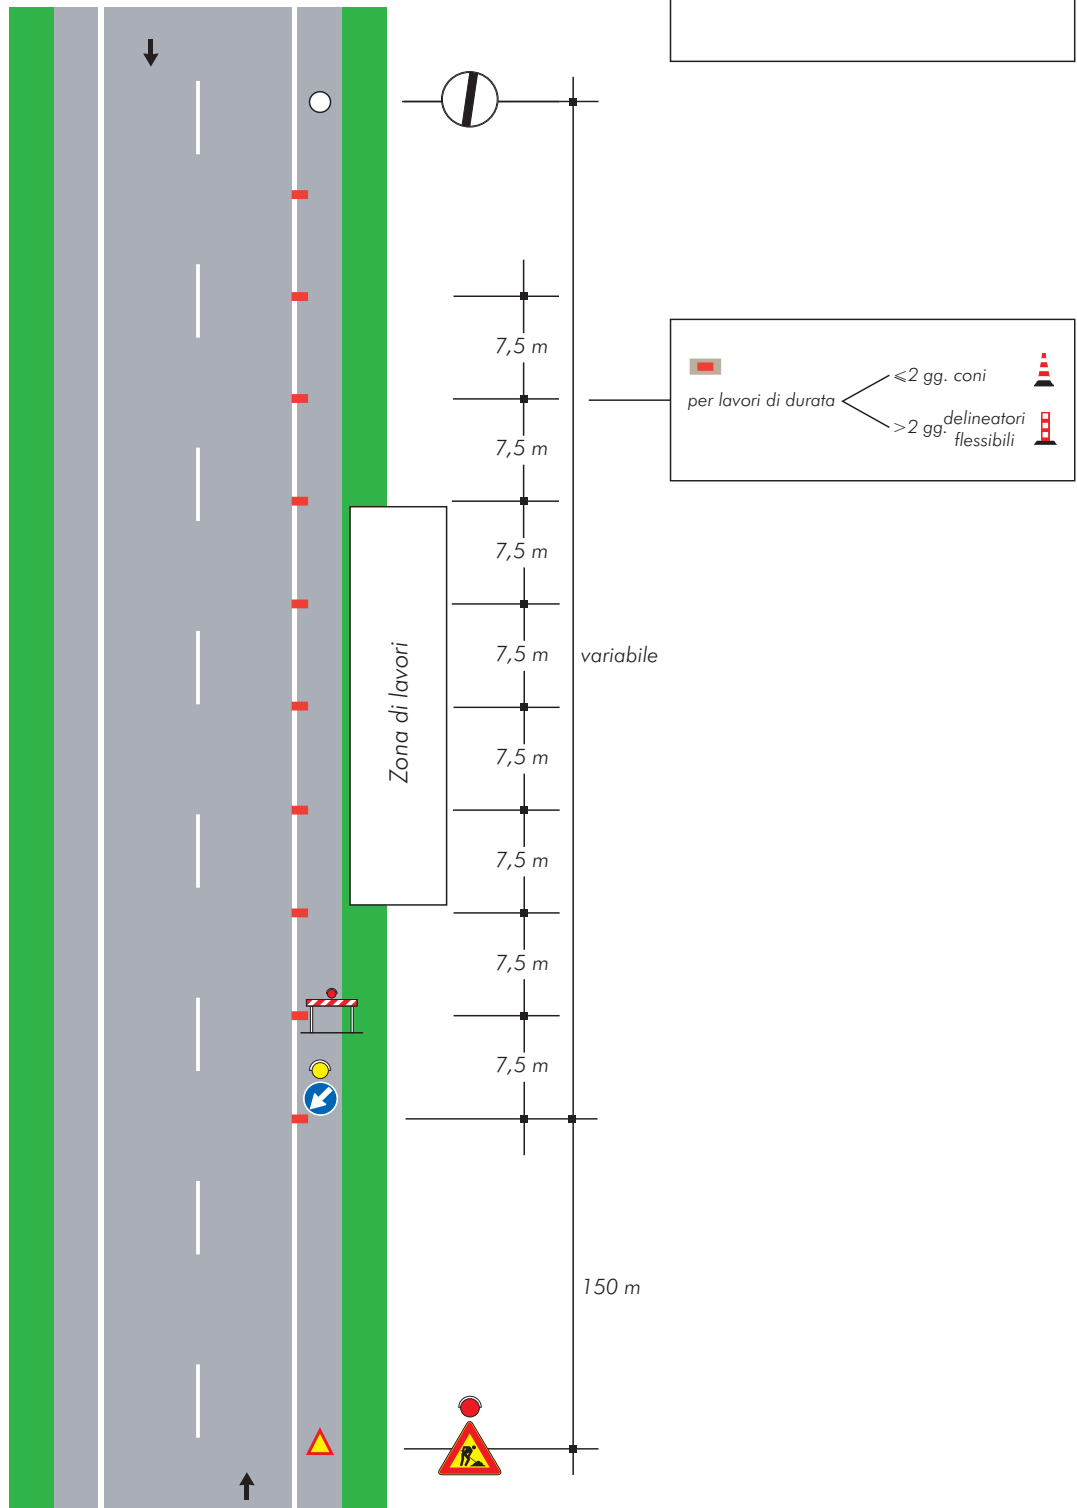 7,5 m
≤2 gg. coni
per lavori di durata
>2 gg. delineatori
flessibili
7,5 m
7,5 m
Zona di lavori
7,5 m
variabile
7,5 m
7,5 m
7,5 m
7,5 m
150 m